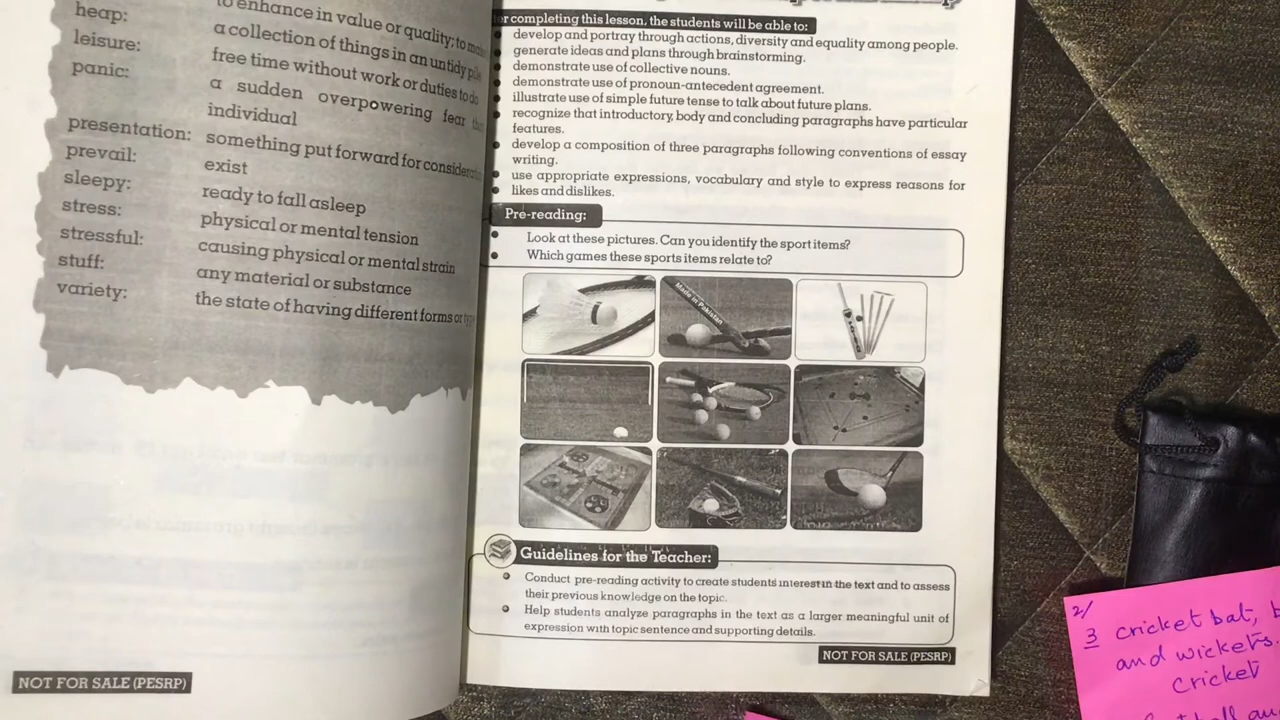 heap:
to enhance in value or quality; to
leisure:
a collection of things in an untidy
panic:
free time without work or duties to do
a sudden overpowering fear
individual
presentation: something put forward for
prevail: exist
sleepy: ready to fall asleep
stress: physical or mental tension
stressful: causing physical or mental strain
stuff: any material or substance
variety: the state of having different forms or
NOT FOR SALE (PESRP)
completing this lesson, the students will be able to:
develop and portray through actions, diversity and equality among people.
generate ideas and plans through brainstorming.
demonstrate use of collective nouns.
demonstrate use of pronoun-antecedent agreement.
illustrate use of simple future tense to talk about future plans.
recognize that introductory, body and concluding paragraphs have particular
features.
develop a composition of three paragraphs following conventions of essay
writing.
use appropriate expressions, vocabulary and style to express reasons for
likes and dislikes.
Pre-reading:
Look at these pictures. Can you identify the sport items?
Which games these sports items relate to?
Made in Pakistan
Guidelines for the Teacher:
Conduct pre-reading activity to create students interest in the text and to assess
their previous knowledge on the topic.
Help students analyze paragraphs in the text as a larger meaningful unit of
expression with topic sentence and supporting details.
NOT FOR SALE (PESRP)
2/
3 cricket bat,
and wickets.
Cricket